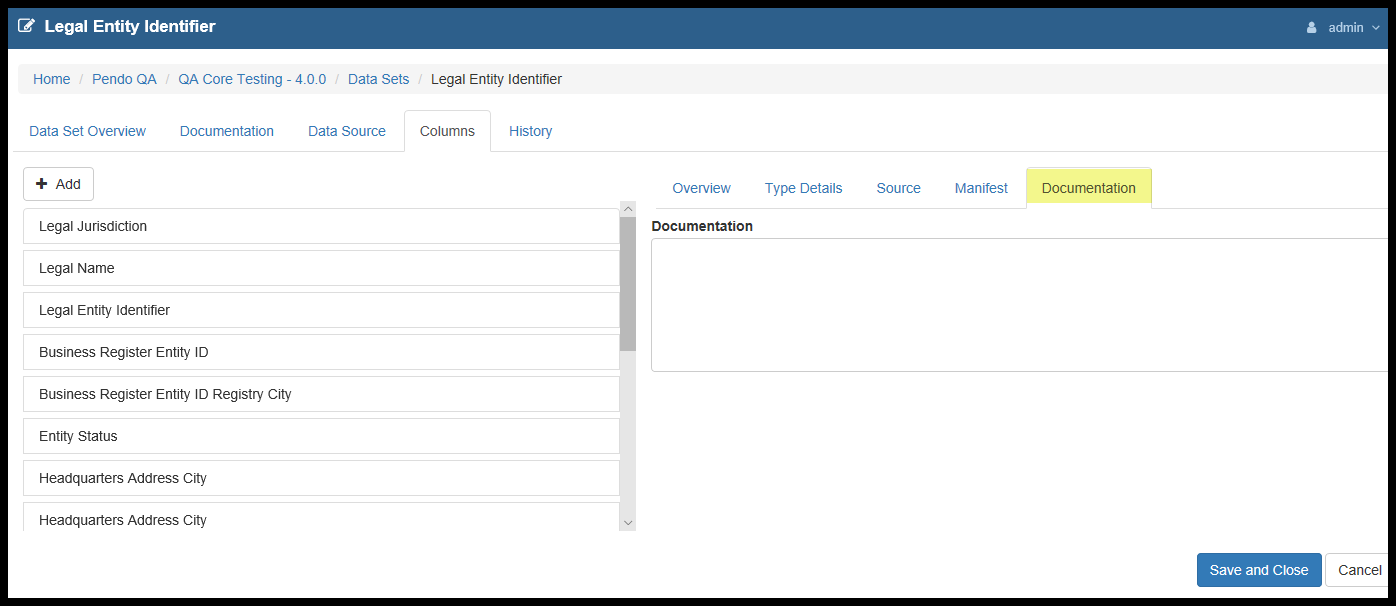 Legal Entity Identifier
admin
Home / Pendo QA / QA Core Testing - 4.0.0 / Data Sets / Legal Entity Identifier
Data Set Overview Documentation Data Source Columns History
Add
Legal Jurisdiction
Legal Name
Legal Entity Identifier
Business Register Entity ID
Business Register Entity ID Registry City
Entity Status
Headquarters Address City
Headquarters Address City
Overview Type Details Source Manifest Documentation
Documentation
Save and Close Cancel